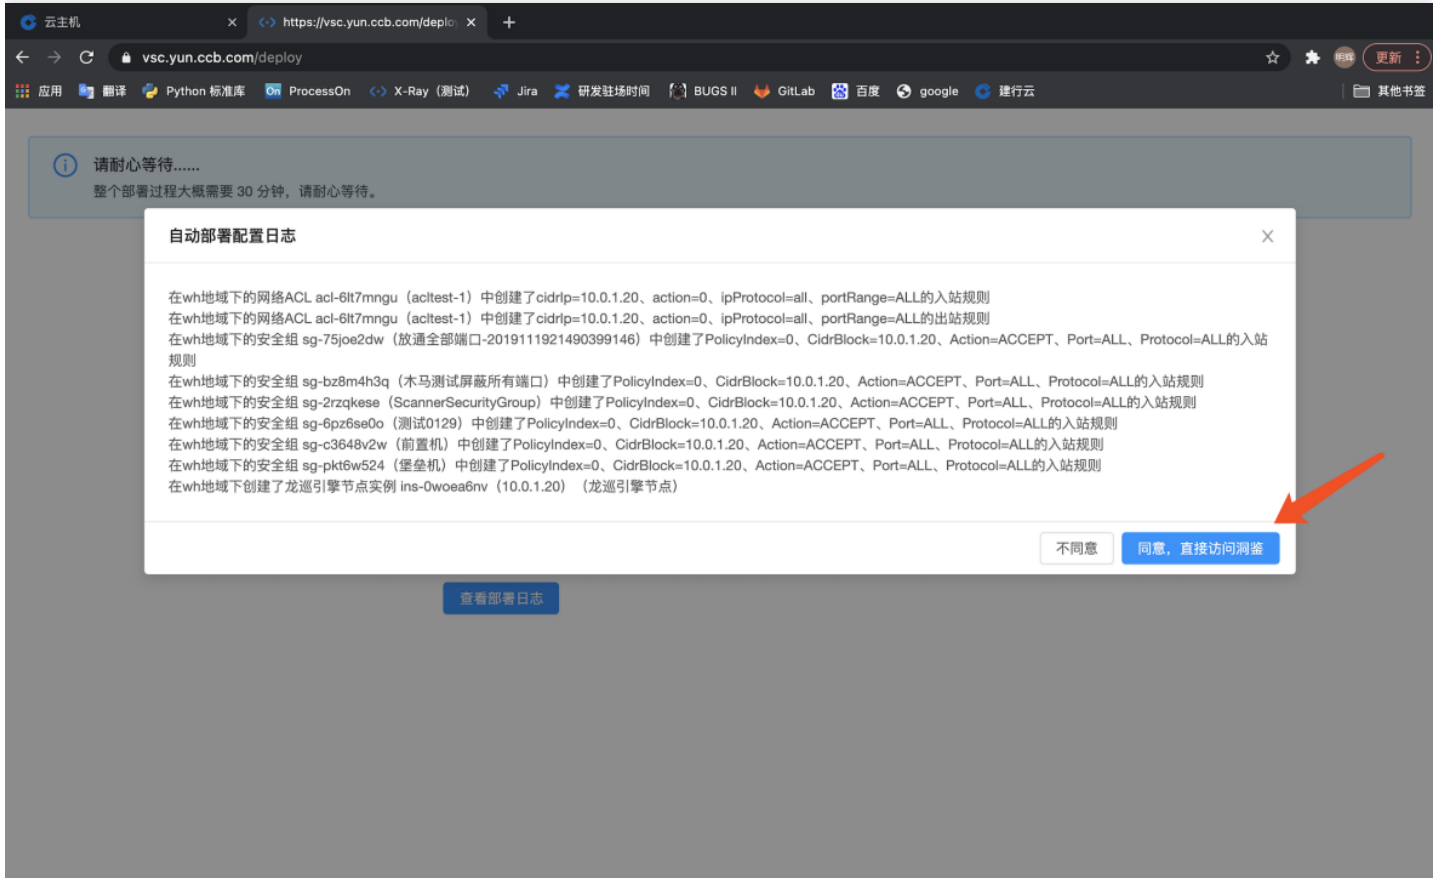 云主机
https://vsc.yun.ccb.com/deplo
vsc.yun.ccb.com/deploy
明辉
更新
应用
翻译
Python 标准库
On ProcessOn
X-Ray（测试）
Jira
研发驻场时间
BUGS II
GitLab
百度
google
建行云
其他书签
请耐心等待......
整个部署过程大概需要 30 分钟，请耐心等待。
自动部署配置日志
在wh地域下的网络ACL acl-6lt7mngu（acltest-1）中创建了cidrIp=10.0.1.20、action=0、ipProtocol=all、portRange=ALL的入站规则
在wh地域下的网络ACL acl-6lt7mngu（acltest-1）中创建了cidrIp=10.0.1.20、action=0、ipProtocol=all、portRange=ALL的出站规则
在wh地域下的安全组 sg-75joe2dw（放通全部端口-2019111921490399146）中创建了PolicyIndex=0、CidrBlock=10.0.1.20、Action=ACCEPT、Port=ALL、Protocol=ALL的入站
规则
在wh地域下的安全组 sg-bz8m4h3q（木马测试屏蔽所有端口）中创建了PolicyIndex=0、CidrBlock=10.0.1.20、Action=ACCEPT、Port=ALL、Protocol=ALL的入站规则
在wh地域下的安全组 sg-2rzqkese（ScannerSecurityGroup）中创建了PolicyIndex=0、CidrBlock=10.0.1.20、Action=ACCEPT、Port=ALL、Protocol=ALL的入站规则
在wh地域下的安全组 sg-6pz6se0o（测试0129）中创建了PolicyIndex=0、CidrBlock=10.0.1.20、Action=ACCEPT、Port=ALL、Protocol=ALL的入站规则
在wh地域下的安全组 sg-c3648v2w（前置机）中创建了PolicyIndex=0、CidrBlock=10.0.1.20、Action=ACCEPT、Port=ALL、Protocol=ALL的入站规则
在wh地域下的安全组 sg-pkt6w524（堡垒机）中创建了PolicyIndex=0、CidrBlock=10.0.1.20、Action=ACCEPT、Port=ALL、Protocol=ALL的入站规则
在wh地域下创建了龙巡引擎节点实例 ins-0woea6nv（10.0.1.20）（龙巡引擎节点）
不同意
同意，直接访问洞鉴
查看部署日志